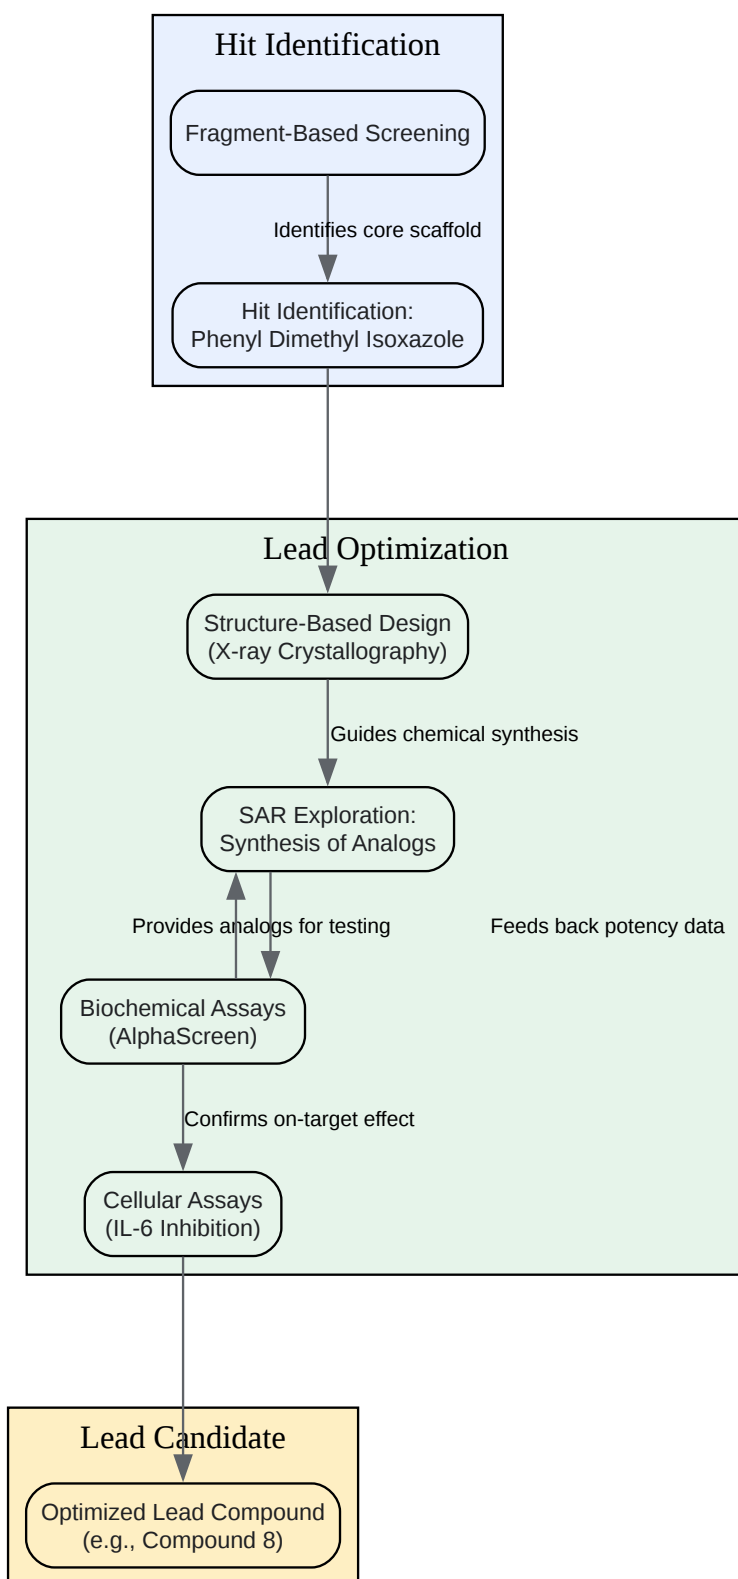 Hit Identification
Fragment-Based Screening
Identifies core scaffold
Hit Identification:
Phenyl Dimethyl Isoxazole
Lead Optimization
Structure-Based Design
(X-ray Crystallography)
Guides chemical synthesis
SAR Exploration:
Synthesis of Analogs
Provides analogs for testing
Feeds back potency data
Biochemical Assays
(AlphaScreen)
Confirms on-target effect
Cellular Assays
(IL-6 Inhibition)
Lead Candidate
Optimized Lead Compound
(e.g., Compound 8)